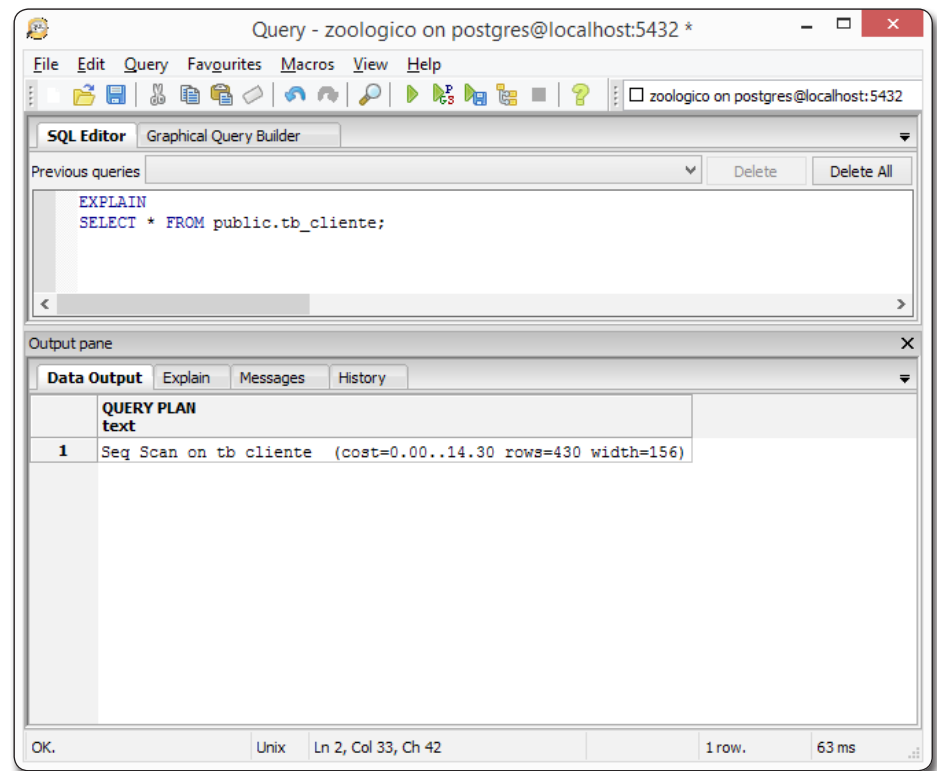 Query - zoologico on postgres@localhost:5432 *
File Edit Query Favourites Macros View Help
zoologico on postgres@localhost:5432
SQL Editor Graphical Query Builder
Previous queries Delete Delete All
EXPLAIN
SELECT * FROM public.tb_cliente;
Output pane
Data Output Explain Messages History
QUERY PLAN
text
1 Seq Scan on tb cliente (cost=0.00..14.30 rows=430 width=156)
OK. Unix Ln 2, Col 33, Ch 42 1 row. 63 ms